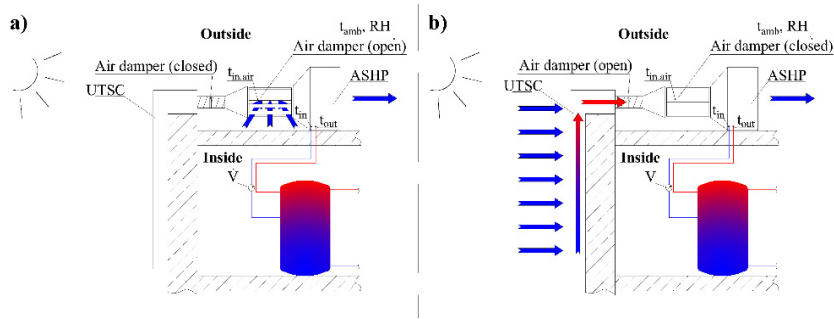 a)
Outside
t_amb, RH
Air damper (open)
t_in.air
Air damper (closed)
ASHP
UTSC
t_in
t_out
Inside
V̇
b)
Outside
t_amb, RH
Air damper (closed)
t_in.air
Air damper (open)
ASHP
UTSC
t_in
t_out
Inside
V